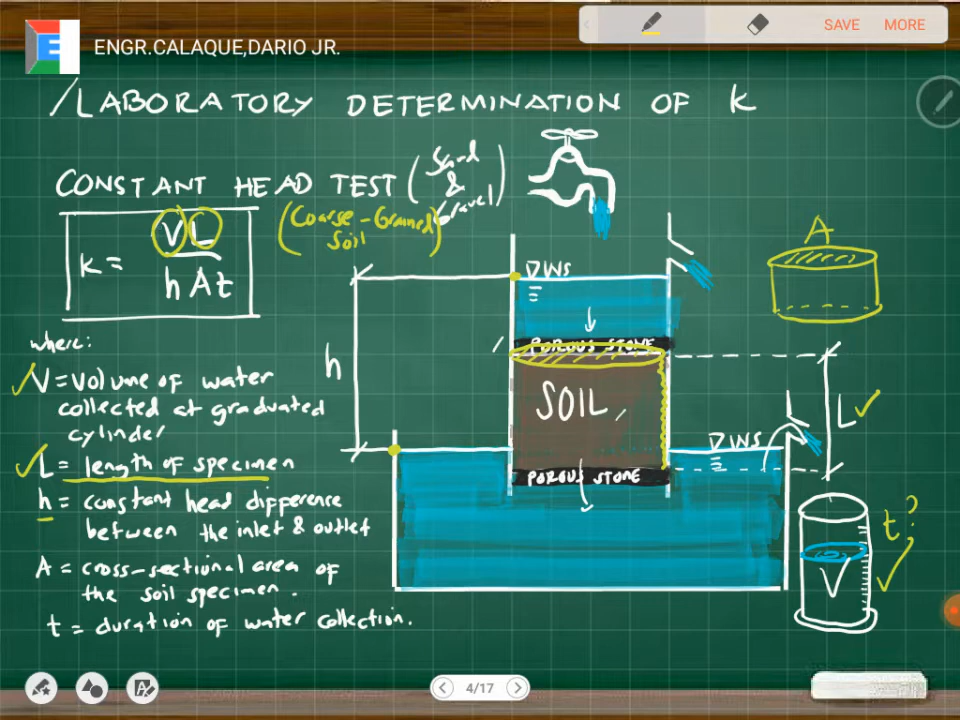 E
ENGR.CALAQUE,DARIO JR.
SAVE MORE
/LABORATORY DETERMINATION OF K
CONSTANT HEAD TEST (Sand
&
Gravel)
(Coarse-Grained
Soil)
K = VL
hAt
where:
V = Volume of water
collected at graduated
cylinder
L = length of specimen
h = constant head difference
between the inlet & outlet
A = cross-sectional area of
the soil specimen.
t = duration of water collection.
DWS
POROUS STONE
h
SOIL
L
DWS
POROUS STONE
A
t?
V
4/17